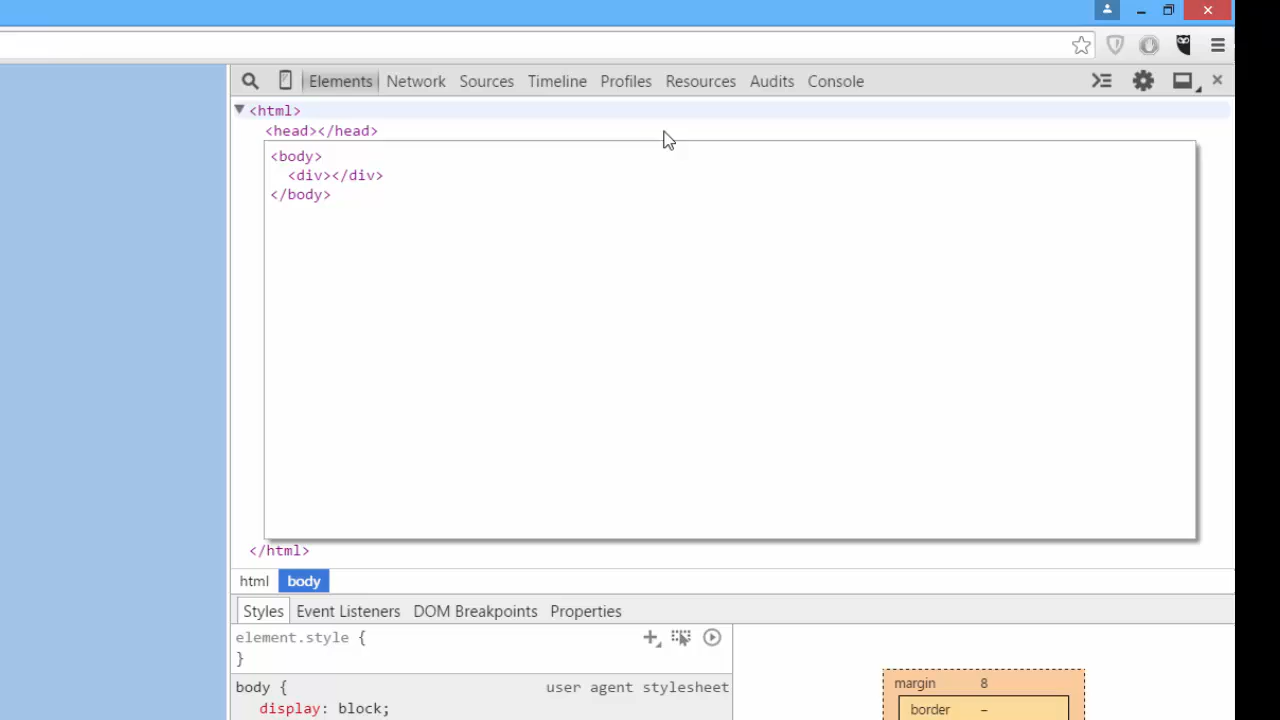 Elements Network Sources Timeline Profiles Resources Audits Console
<html>
<head></head>
<body>
<div></div>
</body>
</html>
html body
Styles Event Listeners DOM Breakpoints Properties
element.style {
}
body { user agent stylesheet
display: block;
margin 8
border –